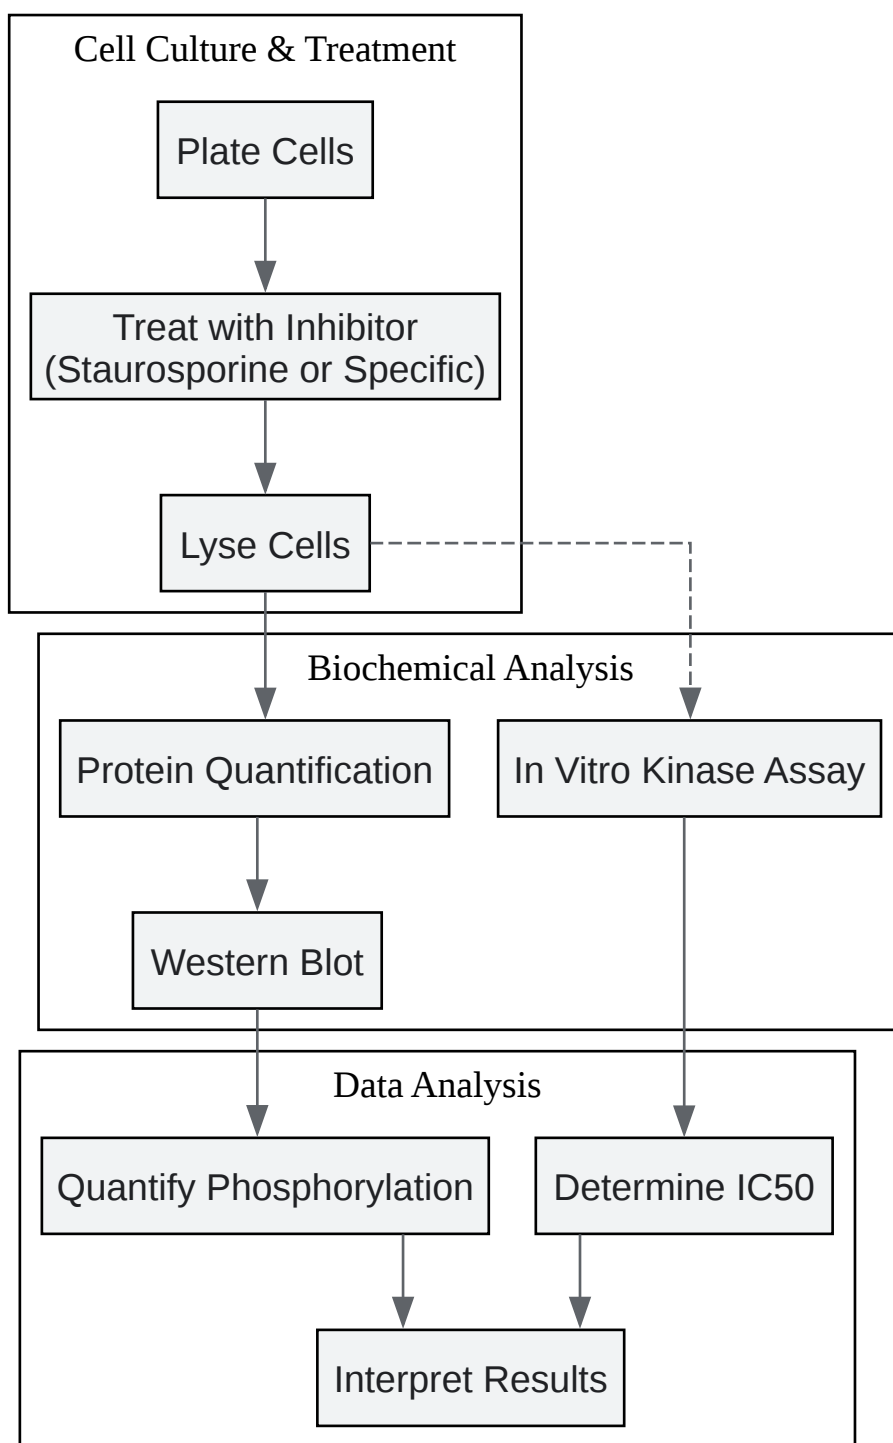 Cell Culture & Treatment
Plate Cells
Treat with Inhibitor
(Staurosporine or Specific)
Lyse Cells
Biochemical Analysis
Protein Quantification
In Vitro Kinase Assay
Western Blot
Data Analysis
Quantify Phosphorylation
Determine IC50
Interpret Results